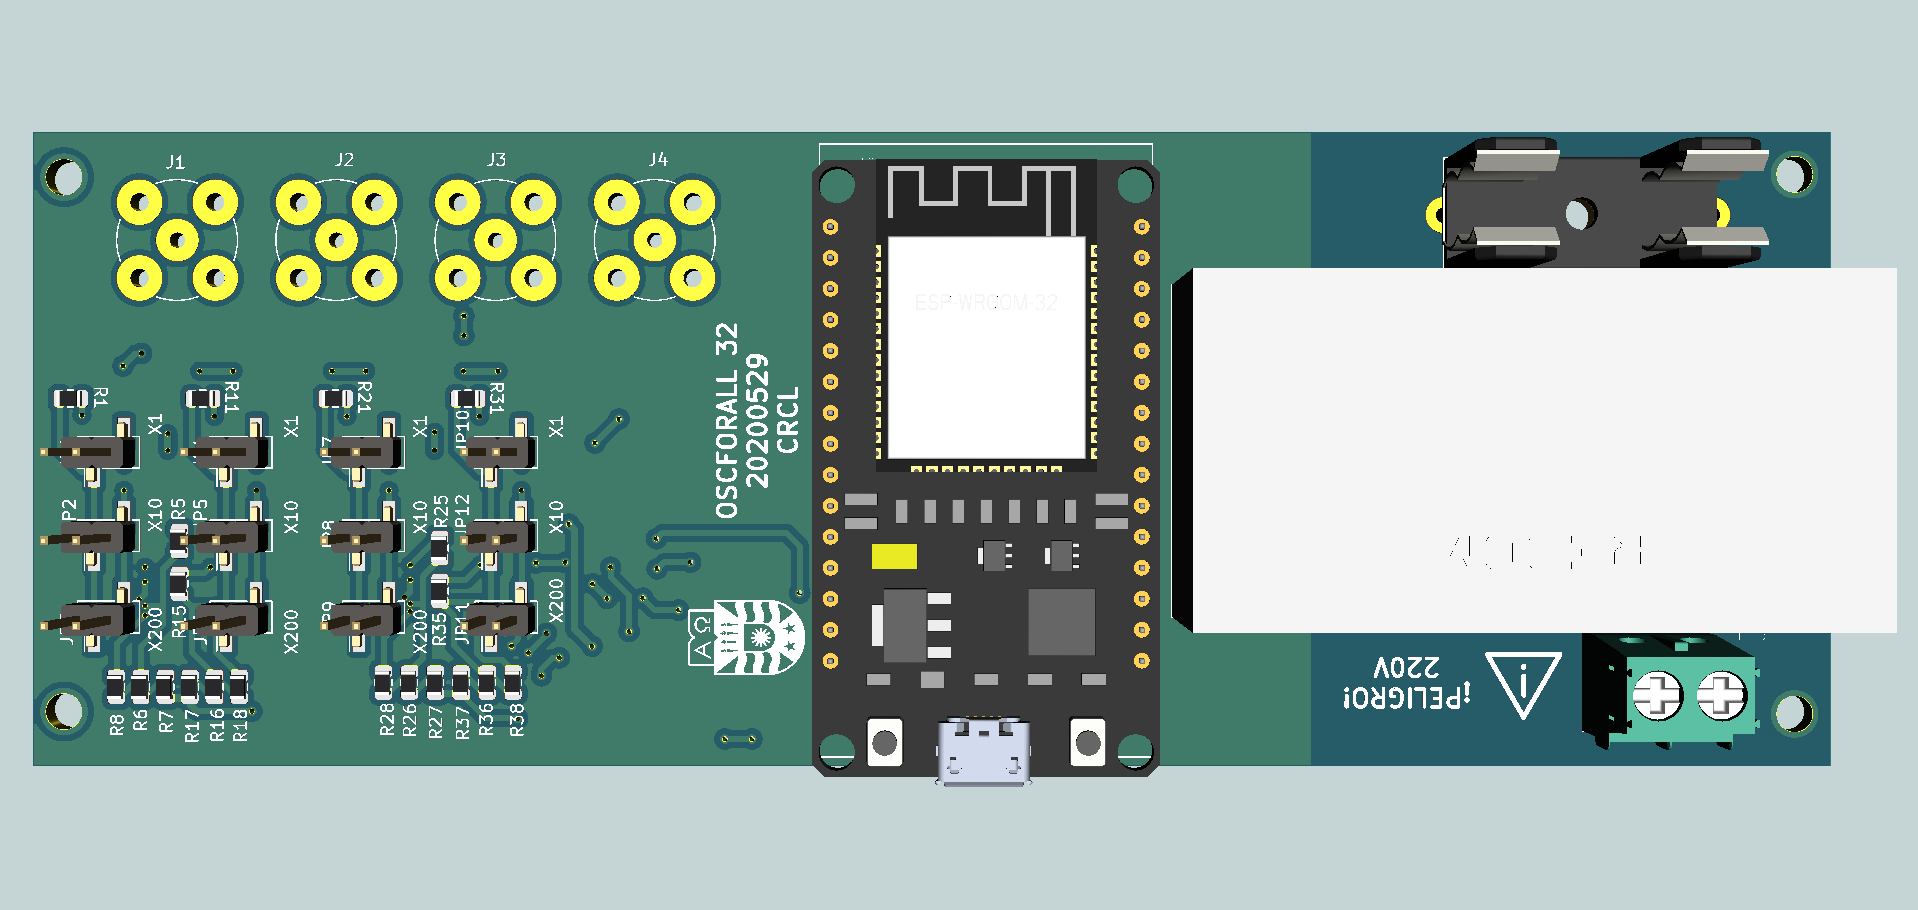 J1
J2
J3
J4
ESP-WROOM-32
OSCFORALL 32
20200529
CRCL
R1
R11
R21
R31
X1
X1
X1
JP10
X1
P2
X10
R5
P5
X10
X10
R25
JP12
X10
X200
R15
X200
P9
X200
R35
X200
R8
R6
R7
R17
R16
R18
R28
R26
R27
R37
R36
R38
AΩ
¡PELIGRO!
220V
i